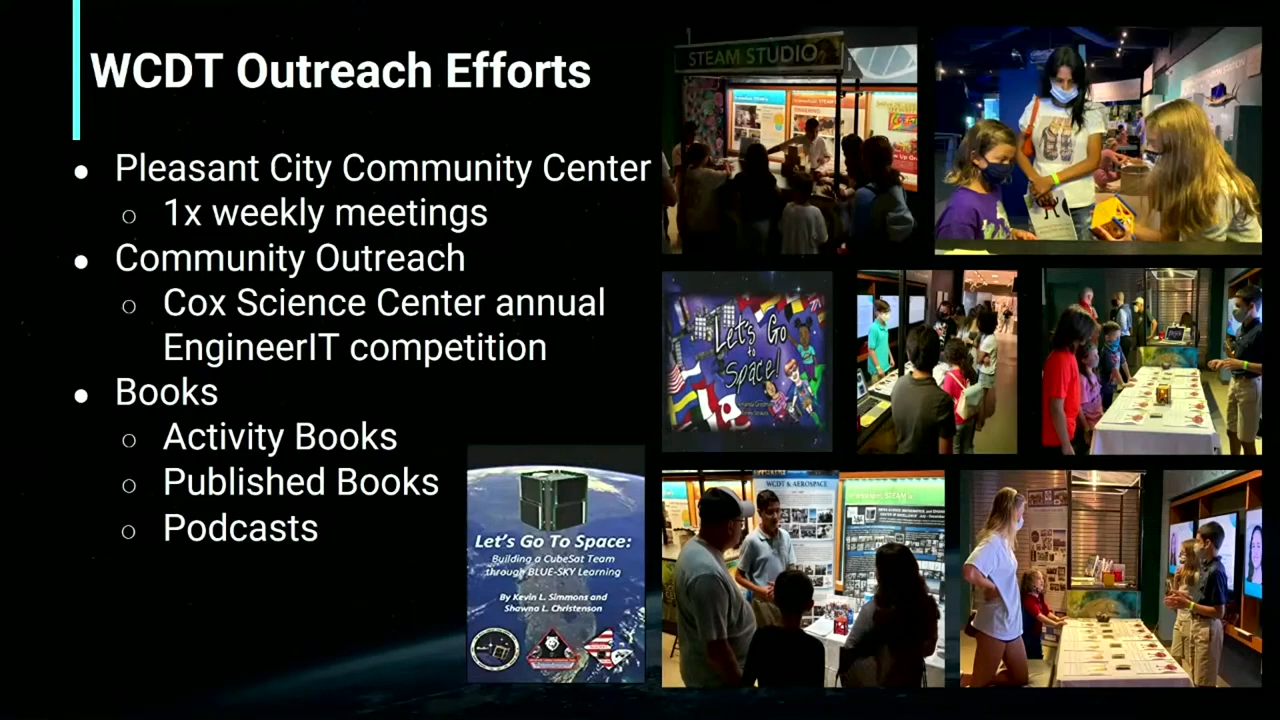 WCDT Outreach Efforts
Pleasant City Community Center
1x weekly meetings
Community Outreach
Cox Science Center annual
EngineerIT competition
Books
Activity Books
Published Books
Podcasts
Let's Go To Space:
Building a CubeSat Team
through BLUE-SKY Learning
By Kevin L. Simmons and
Shawna L. Christenson
STEAM STUDIO
Let's Go
to
Space!
WCDT & AEROSPACE